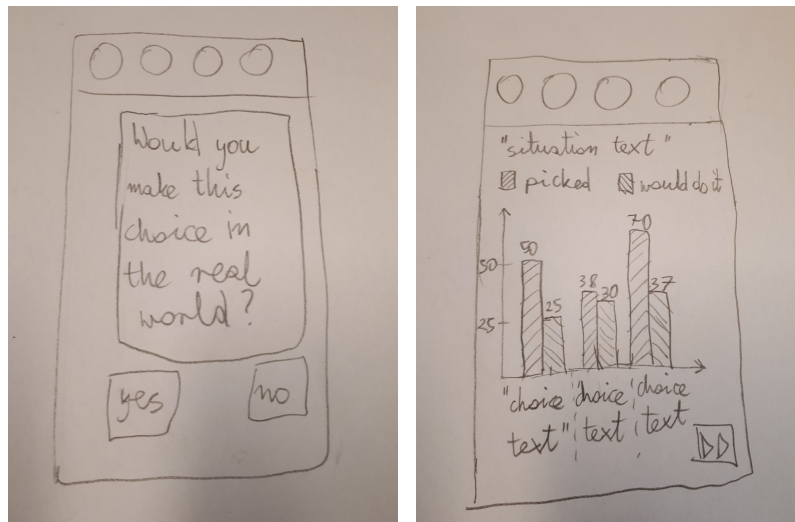 Would you
make this
choice in
the real
world?
yes
no
"situation text"
picked
would do it
50
25
38
30
70
37
50
25
"choice text"
choice text
choice text